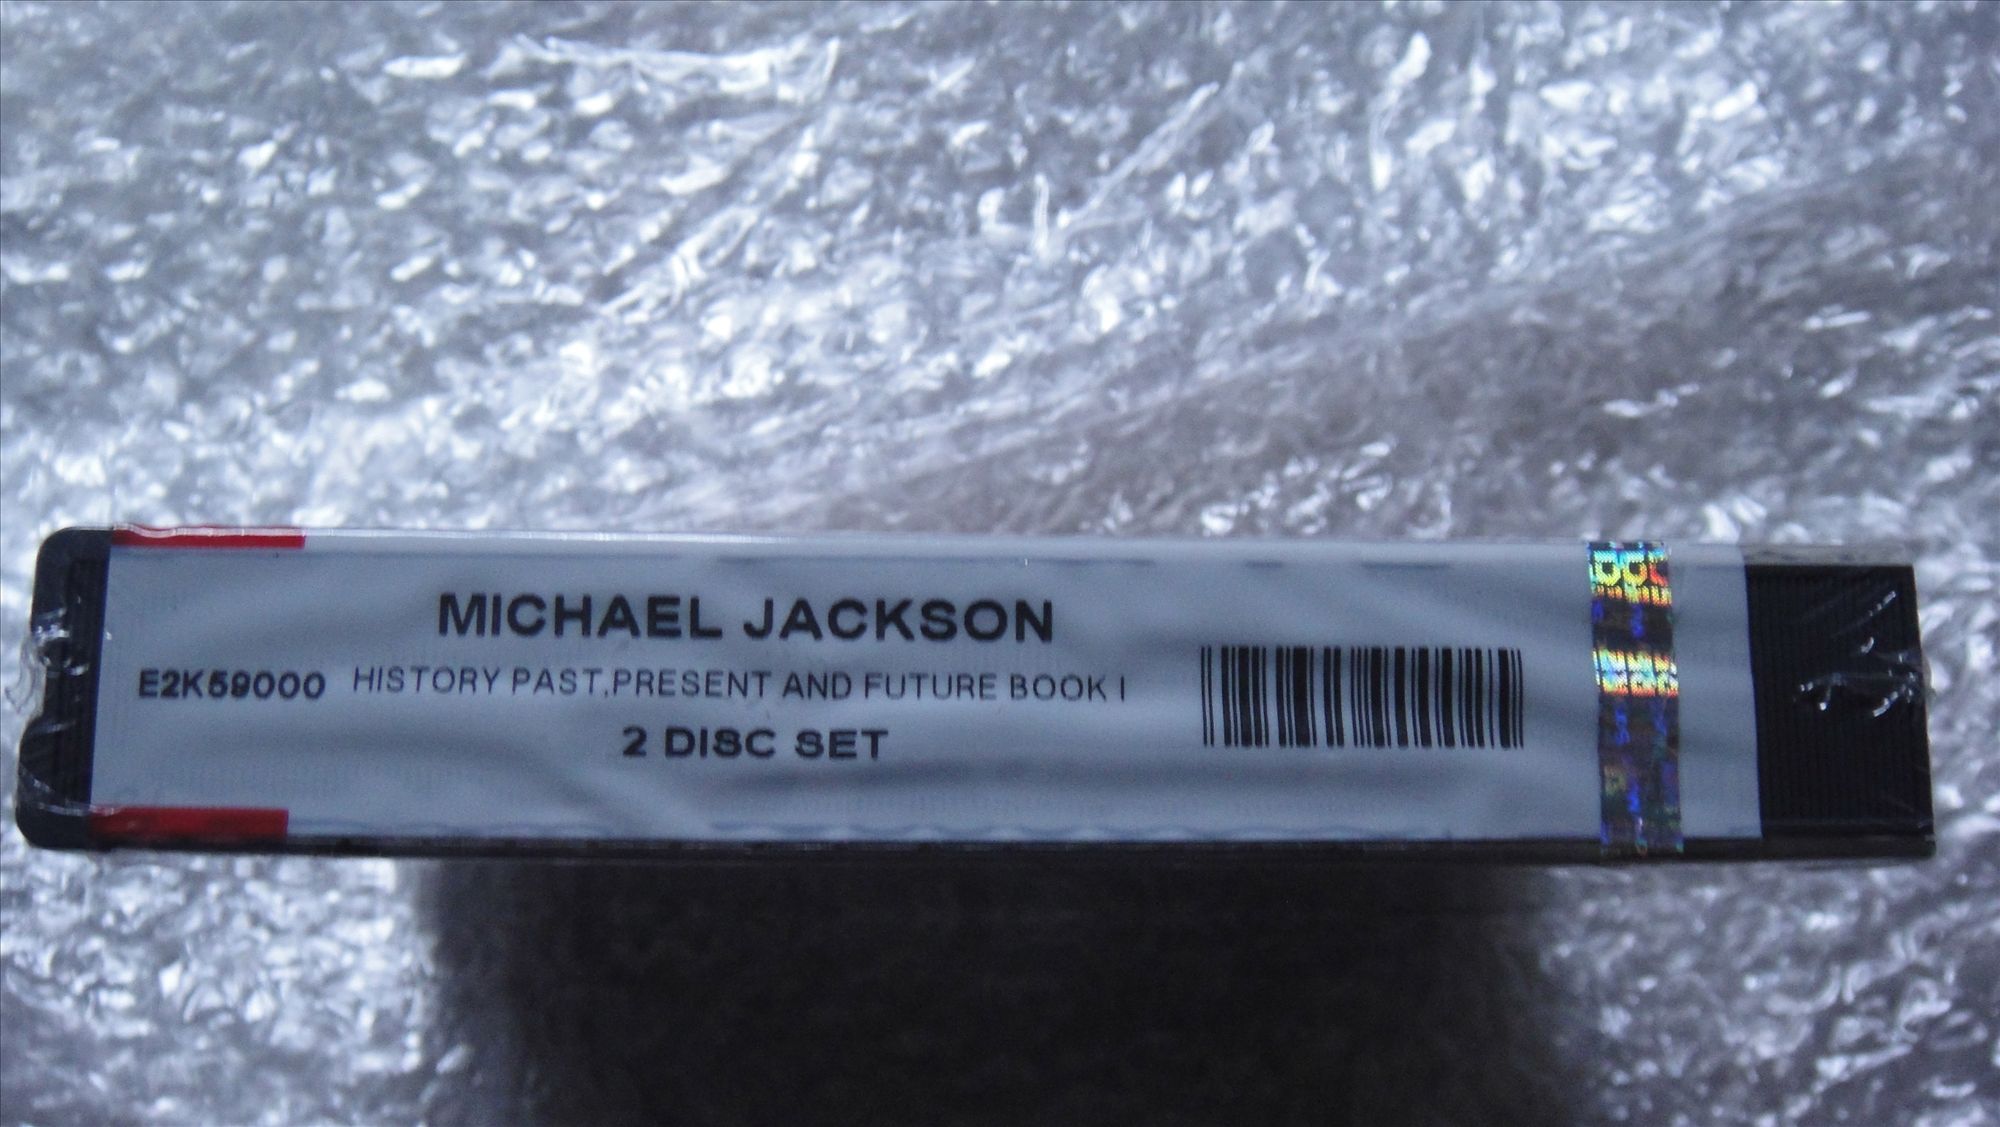 MICHAEL JACKSON
E2K59000 HISTORY PAST,PRESENT AND FUTURE BOOK I
2 DISC SET